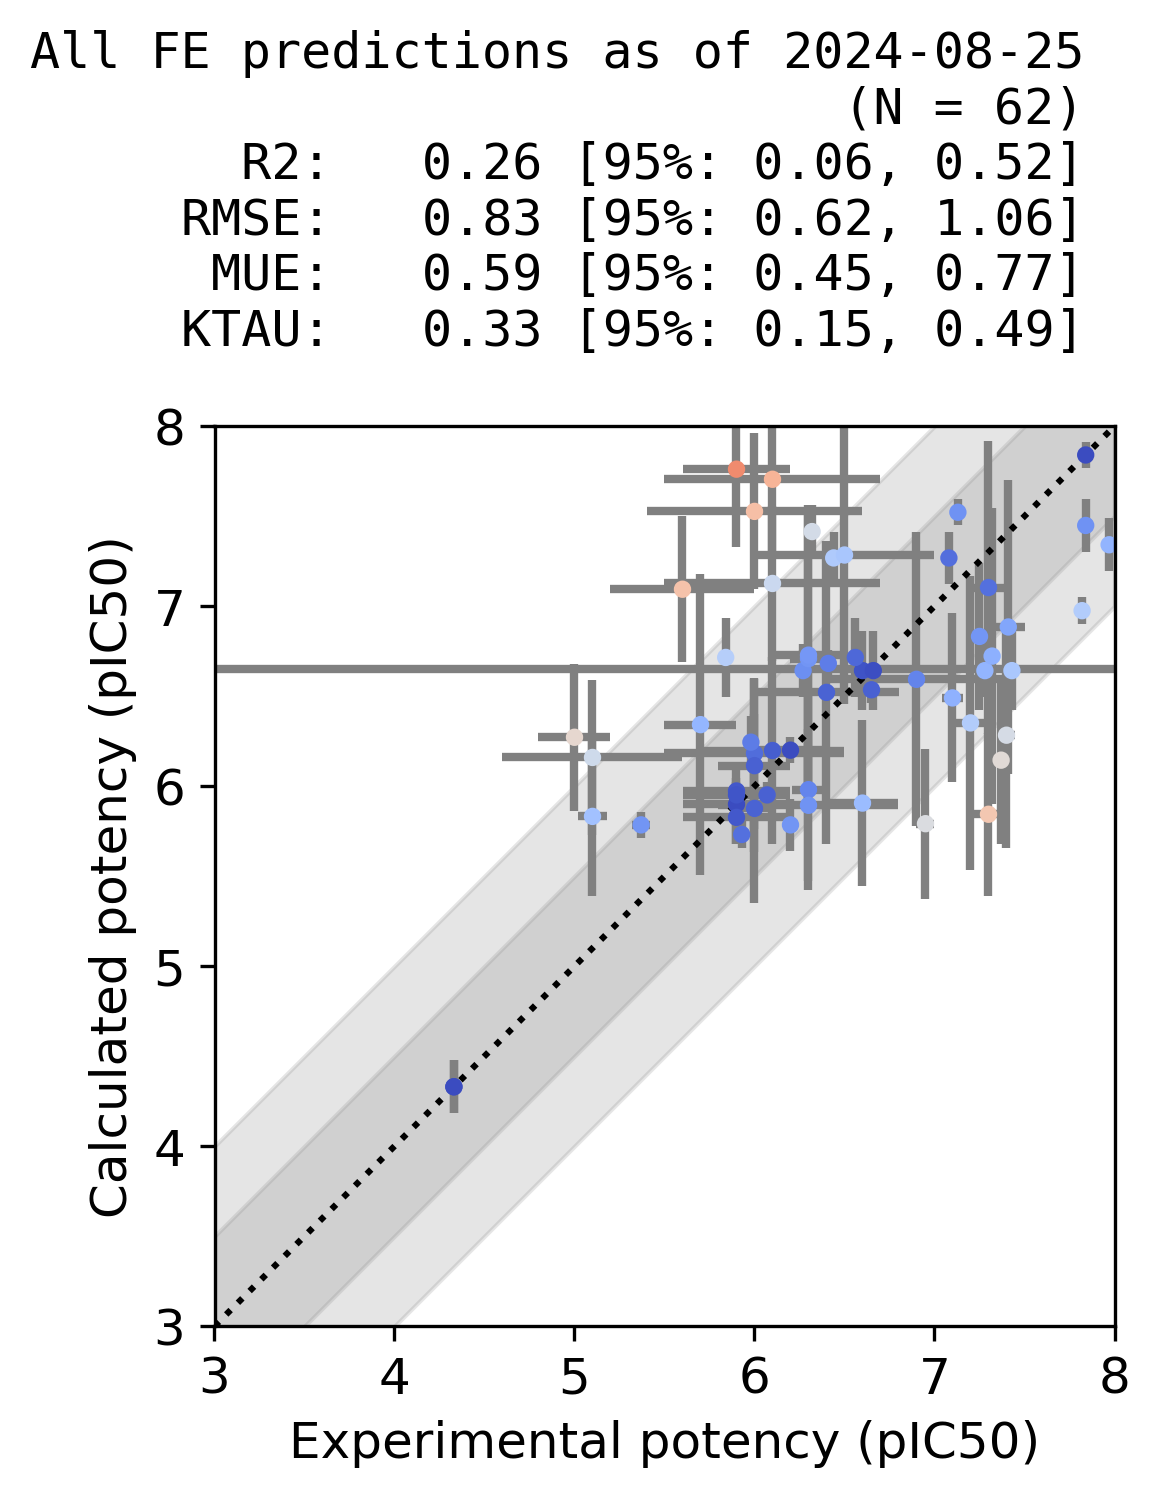 All FE predictions as of 2024-08-25
(N = 62)
R2: 0.26 [95%: 0.06, 0.52]
RMSE: 0.83 [95%: 0.62, 1.06]
MUE: 0.59 [95%: 0.45, 0.77]
KTAU: 0.33 [95%: 0.15, 0.49]
8
7
6
5
4
3
Calculated potency (pIC50)
3 4 5 6 7 8
Experimental potency (pIC50)